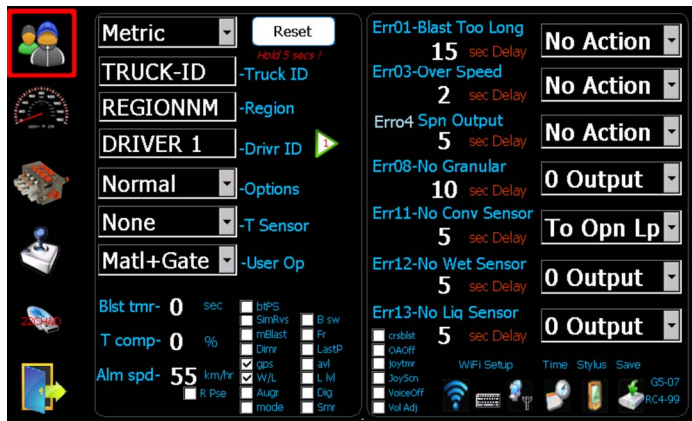 Metric
Reset
Hold 5 secs !
TRUCK-ID -Truck ID
REGIONNM -Region
DRIVER 1 -Drivr ID 1
Normal -Options
None -T Sensor
Matl+Gate -User Op
Blst tmr- 0 sec
T comp- 0 %
Alm spd- 55 km/hr
R Pse
btPS
SimRvs B sw
mBlast Fr
Dimr LastP
gps avl
W/L L M
Augr Dig
mode Smr
Err01-Blast Too Long
15 sec Delay No Action
Err03-Over Speed
2 sec Delay No Action
Erro4 Spn Output
5 sec Delay No Action
Err08-No Granular
10 sec Delay 0 Output
Err11-No Conv Sensor
5 sec Delay To Opn Lp
Err12-No Wet Sensor
5 sec Delay 0 Output
Err13-No Liq Sensor
5 sec Delay 0 Output
crsblst
OAOff
joytmr
JoyScn
VoiceOff
Vol Adj
WiFi Setup Time Stylus Save
G5-07
RC4-99